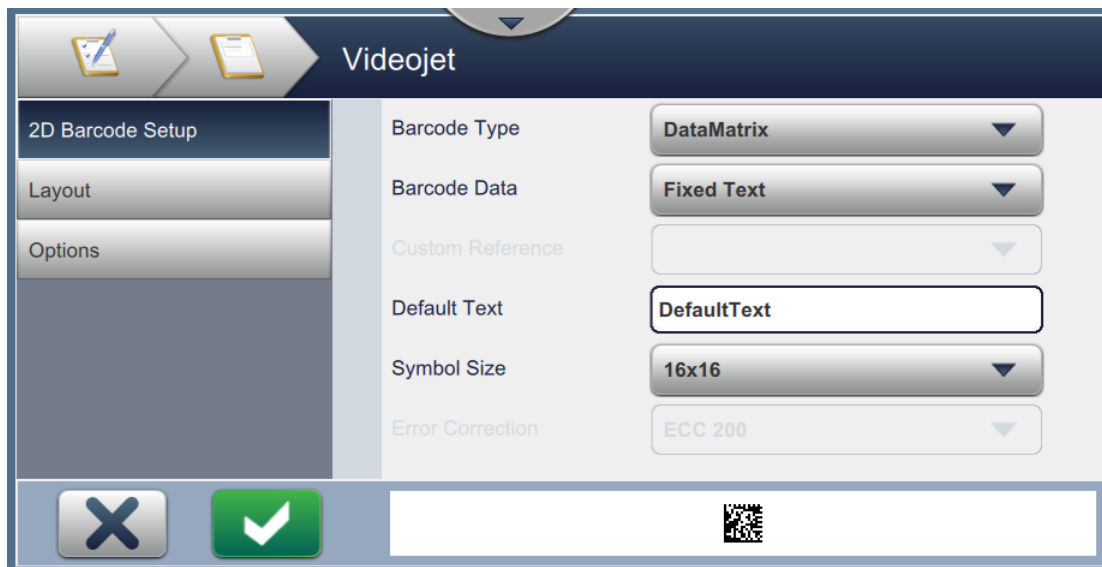 Videojet
2D Barcode Setup
Layout
Options
Barcode Type
DataMatrix
Barcode Data
Fixed Text
Custom Reference
Default Text
DefaultText
Symbol Size
16x16
Error Correction
ECC 200